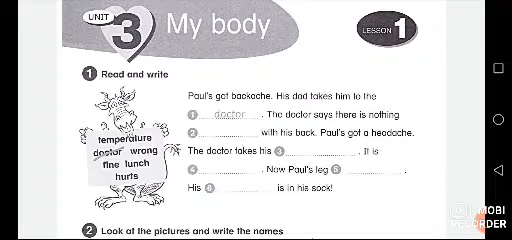 UNIT 3 My body LESSON 1
1 Read and write
Paul's got backache. His dad takes him to the
1 doctor. The doctor says there is nothing
2 with his back. Paul's got a headache.
The doctor takes his 3. It is
4. Now Paul's leg 5.
His 6 is in his sock!
temperature
doctor wrong
fine lunch
hurts
2 Look at the pictures and write the names
MOBI
RECORDER